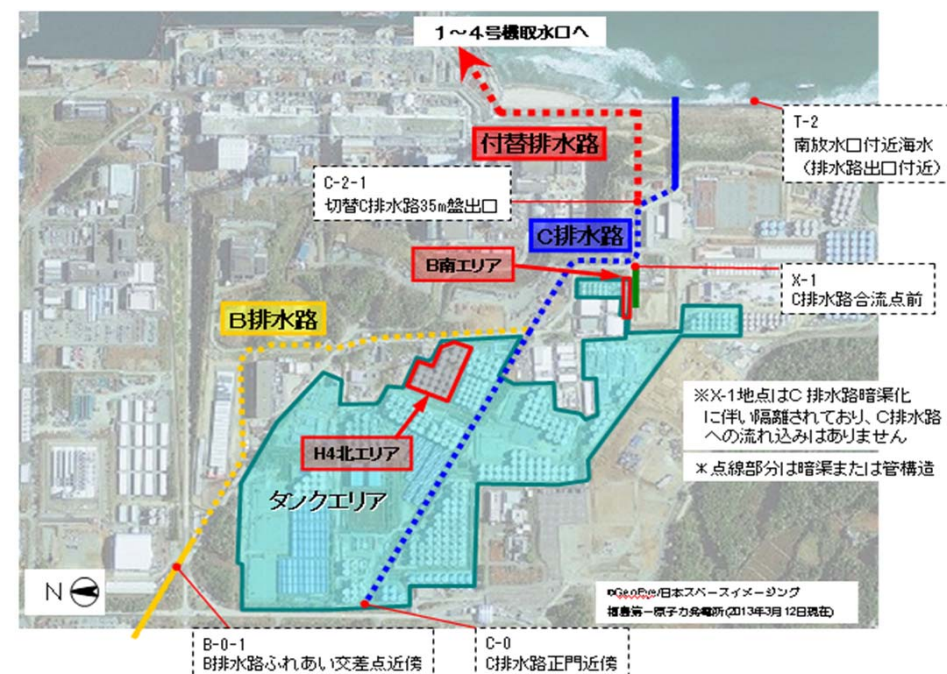 1~4号機取水口へ
T-2
南放水口付近海水
(排水路出口付近)
付替排水路
C-2-1
切替C排水路35m盤出口
C排水路
B南エリア
X-1
C排水路合流点前
B排水路
※X-1地点はC排水路暗渠化
に伴い隔離されており、C排水路
への流れ込みはありません
H4北エリア
*点線部分は暗渠または管構造
タンクエリア
N
©GeoEye/日本スペースイメージング
福島第一原子力発電所(2013年3月12日現在)
B-0-1
B排水路ふれあい交差点近傍
C-0
C排水路正門近傍